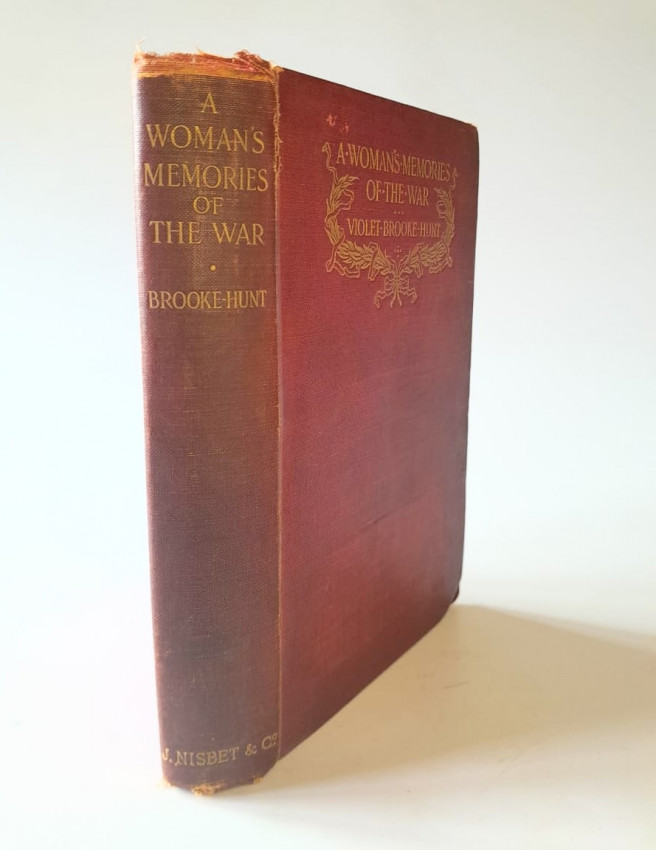 A
WOMAN'S
MEMORIES
OF
THE WAR
•
BROOKE-HUNT
J. NISBET & Co.
A·WOMAN'S·MEMORIES
OF·THE·WAR
VIOLET·BROOKE·HUNT